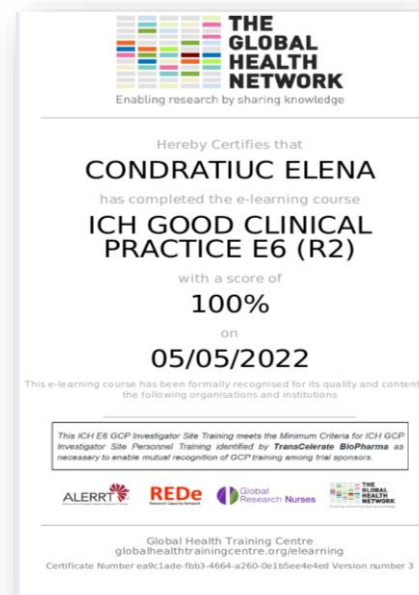 THE
GLOBAL
HEALTH
NETWORK
Enabling research by sharing knowledge
Hereby Certifies that
CONDRATIUC ELENA
has completed the e-learning course
ICH GOOD CLINICAL
PRACTICE E6 (R2)
with a score of
100%
on
05/05/2022
This e-learning course has been formally recognised for its quality and content
the following organisations and institutions
This ICH E6 GCP Investigator Site Training meets the Minimum Criteria for ICH GCP
Investigator Site Personnel Training identified by TransCelerate BioPharma as
necessary to enable mutual recognition of GCP training among trial sponsors.
ALERRT
REDe
Global
Research Nurses
THE
GLOBAL
HEALTH
NETWORK
Global Health Training Centre
globalhealthtrainingcentre.org/elearning
Certificate Number ea9c1ade-fbb3-4664-a260-0e1b5ee4e4ed Version number 3